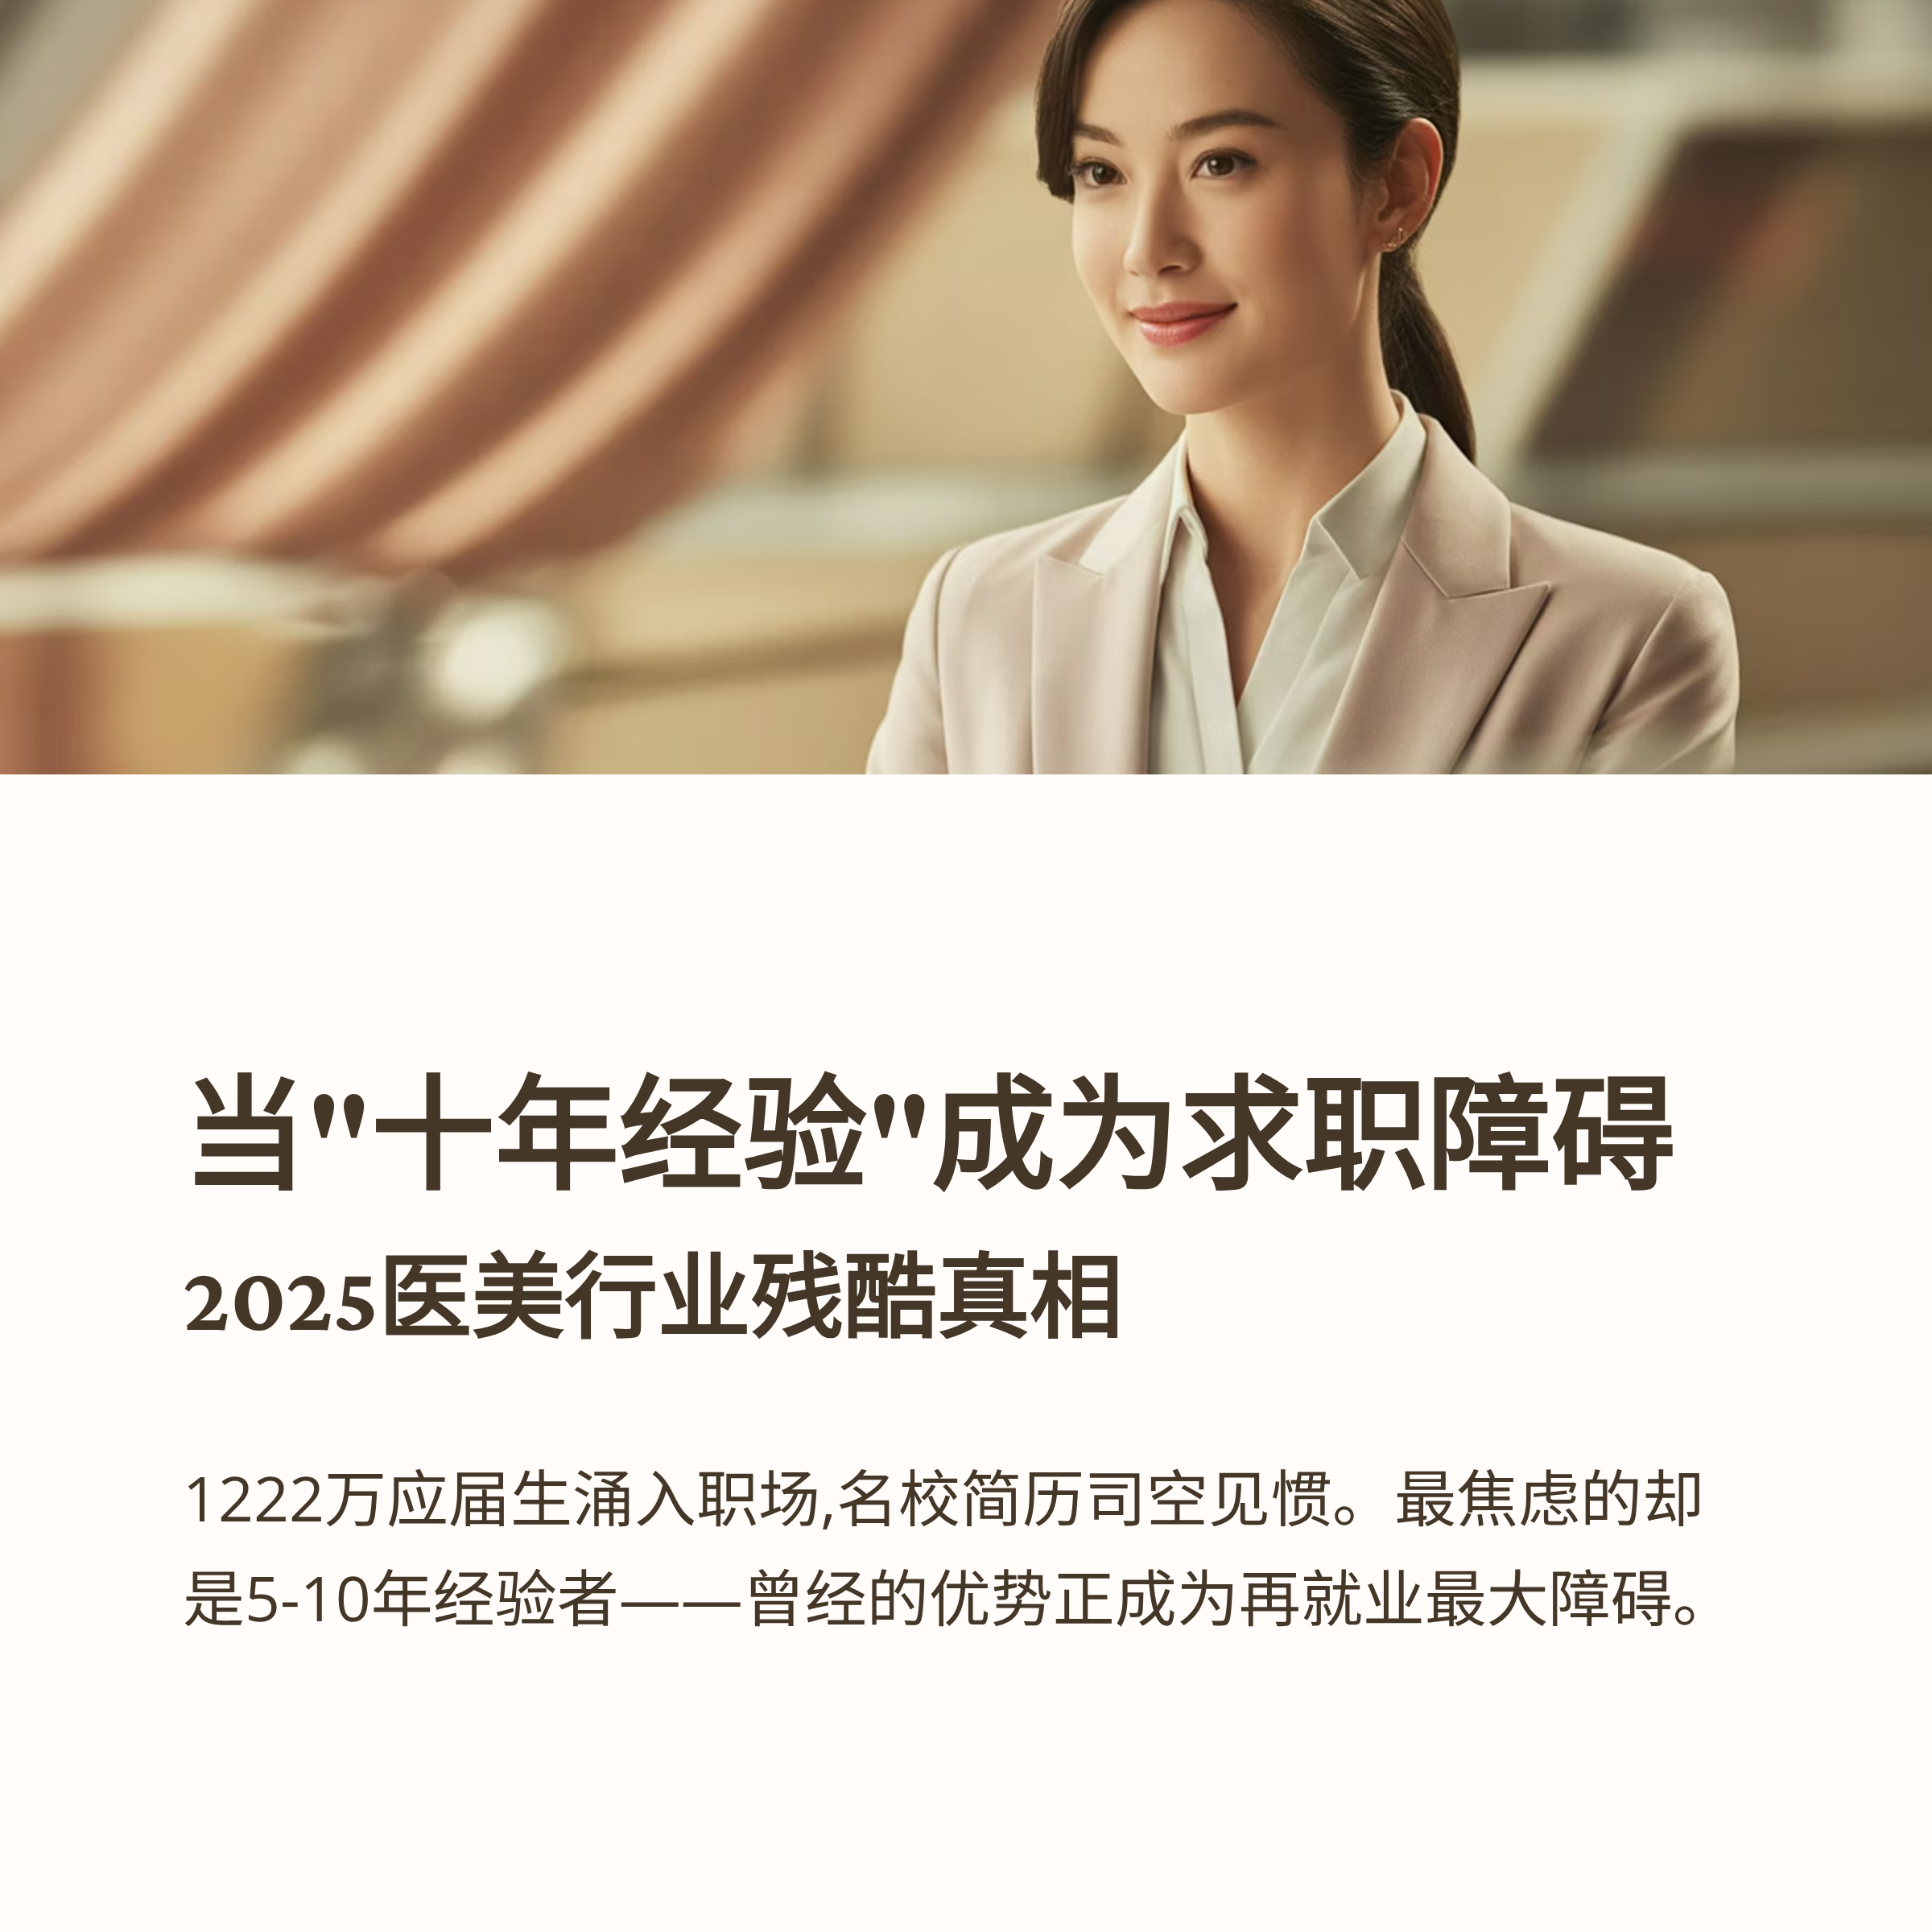 当"十年经验"成为求职障碍
2025医美行业残酷真相
1222万应届生涌入职场,名校简历司空见惯。最焦虑的却
是5-10年经验者——曾经的优势正成为再就业最大障碍。